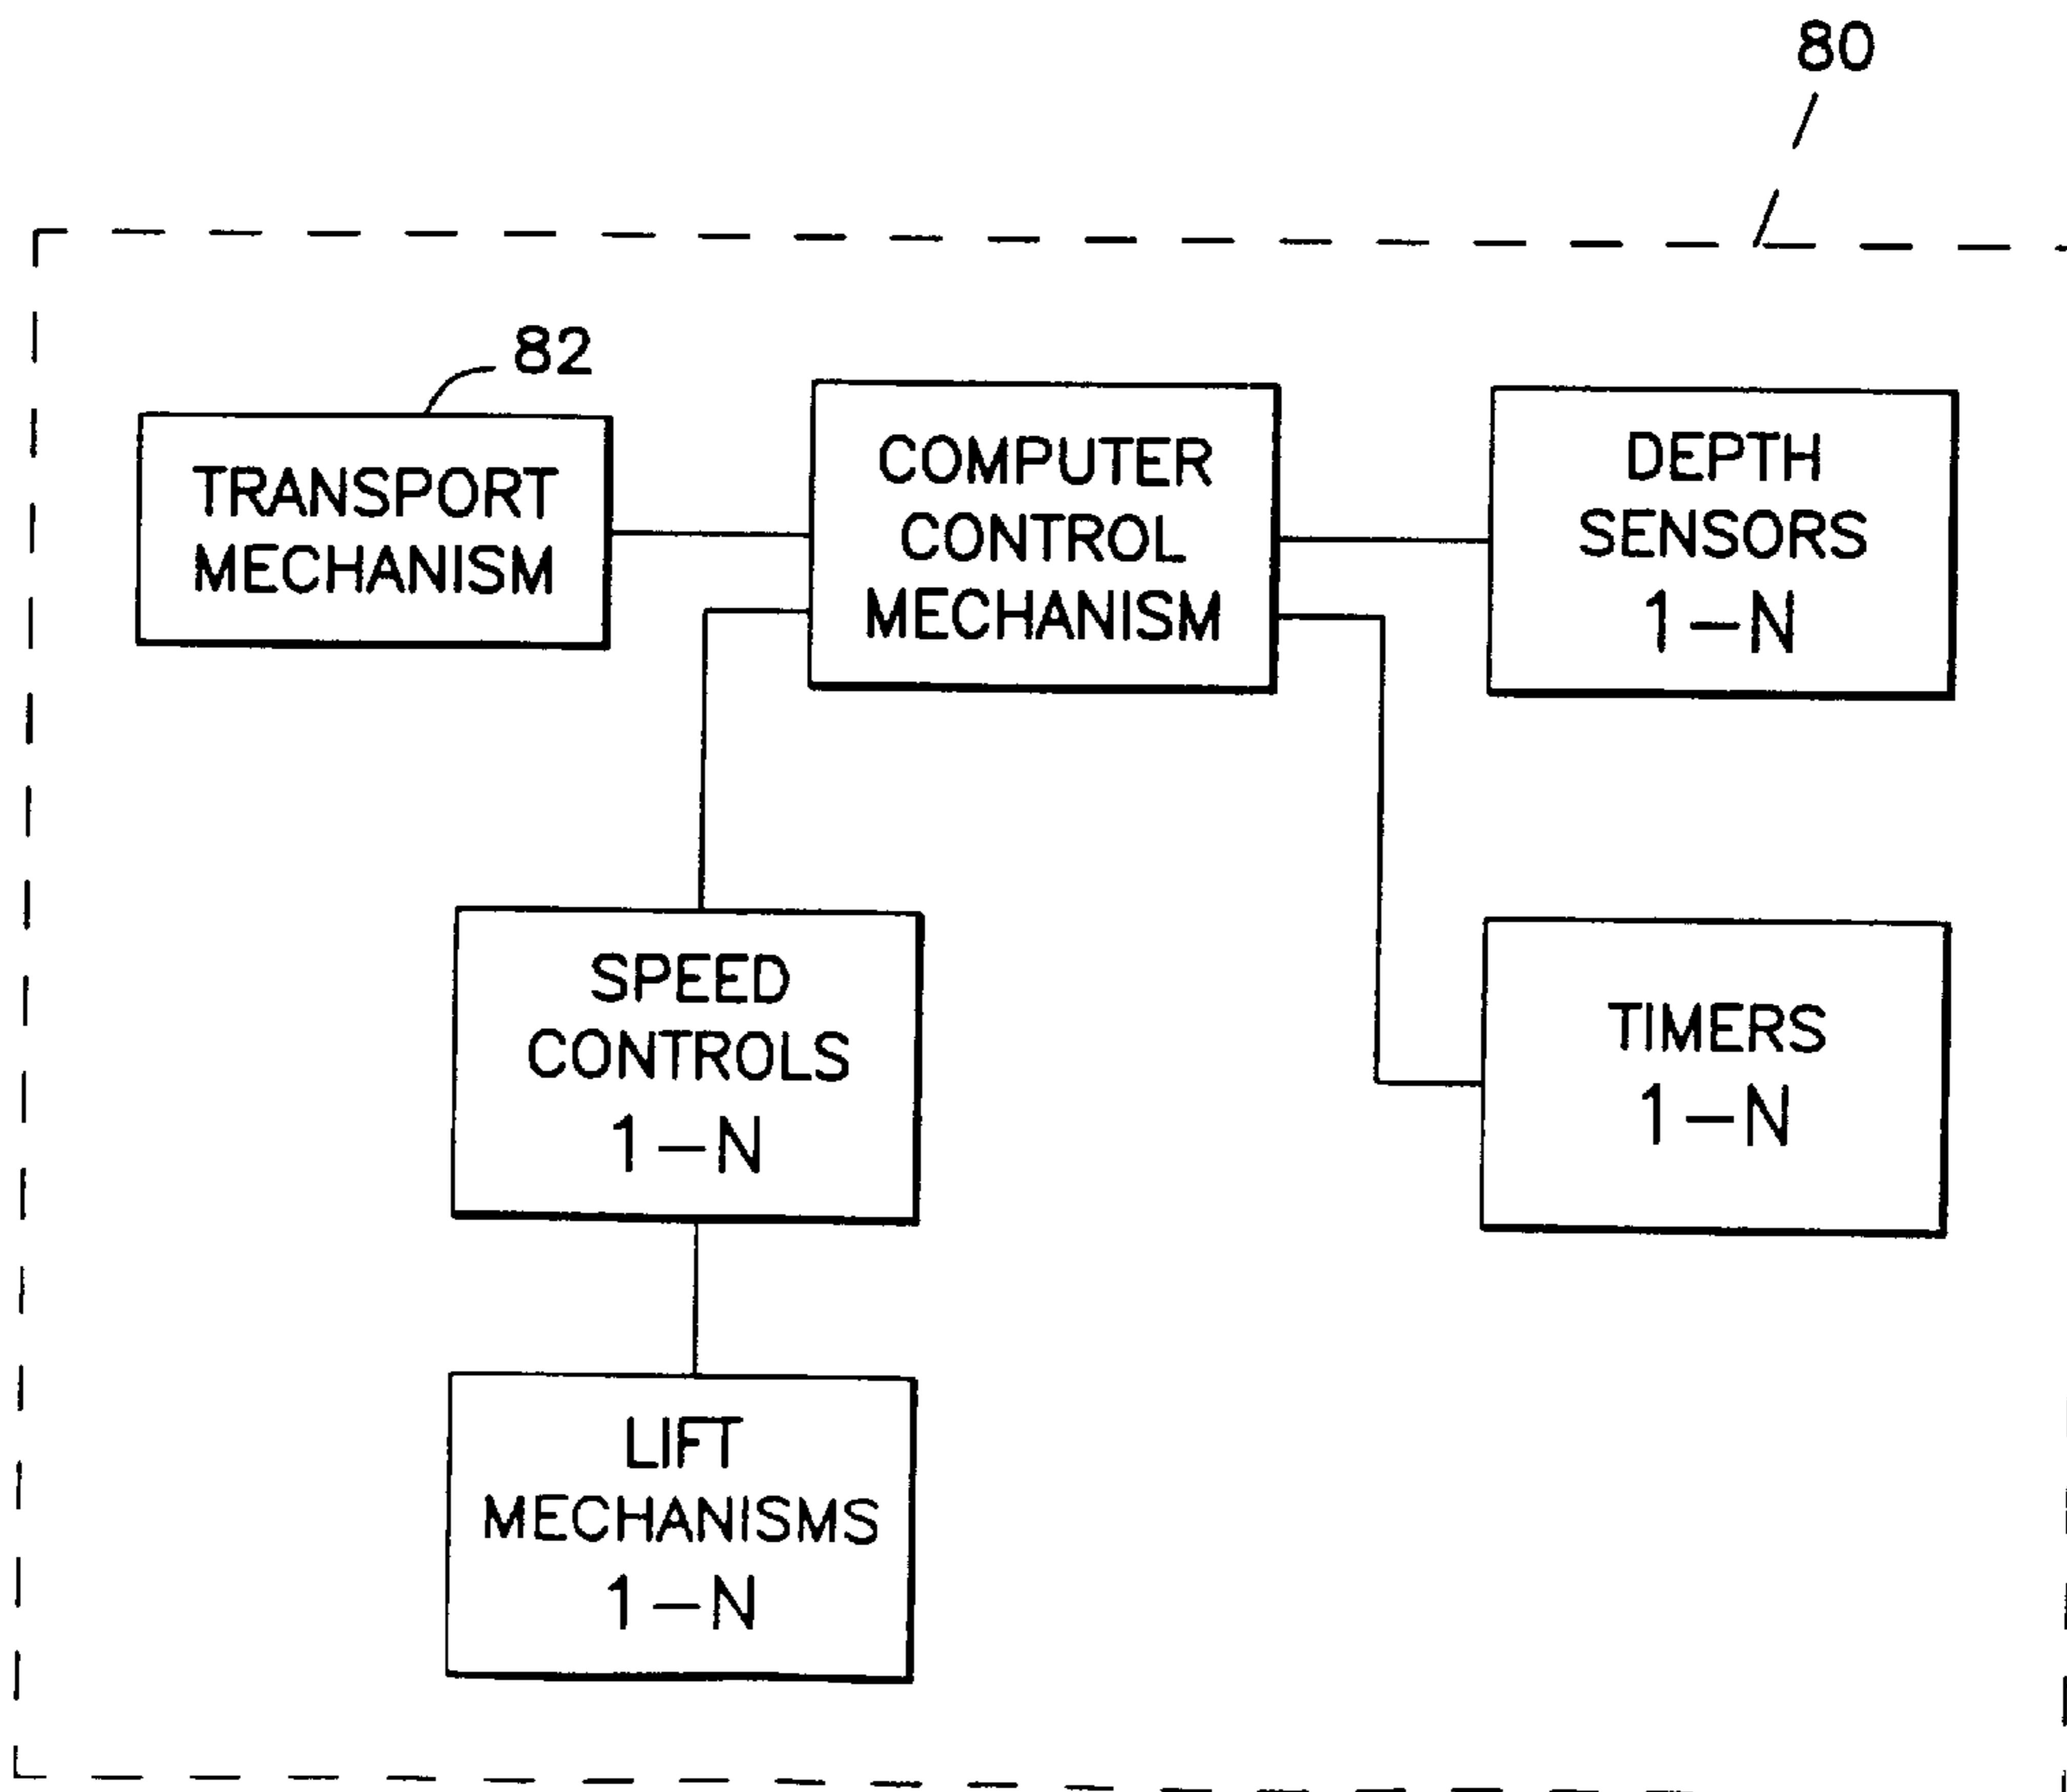 80
82
TRANSPORT
MECHANISM
COMPUTER
CONTROL
MECHANISM
DEPTH
SENSORS
1-N
SPEED
CONTROLS
1-N
TIMERS
1-N
LIFT
MECHANISMS
1-N